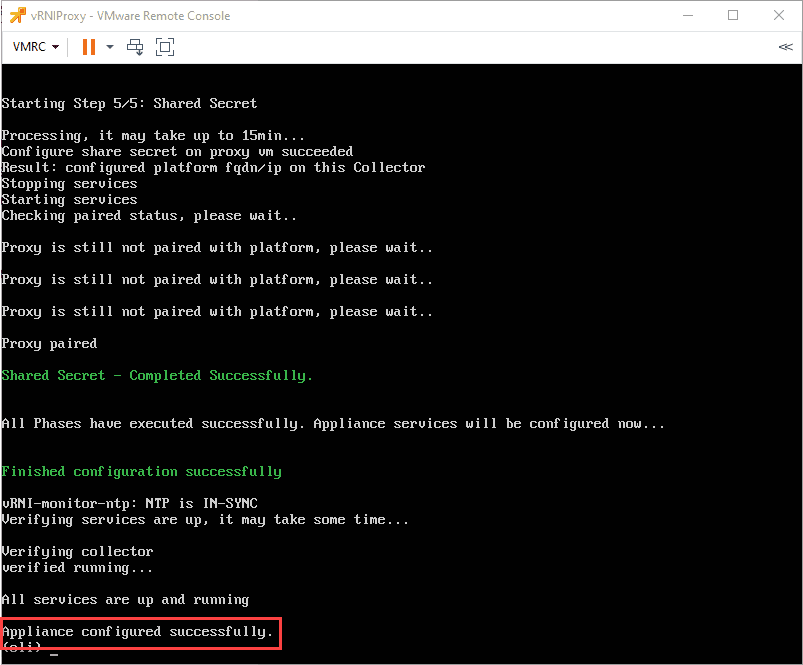 vRNIProxy - VMware Remote Console
VMRC
<<
Starting Step 5/5: Shared Secret
Processing, it may take up to 15min...
Configure share secret on proxy vm succeeded
Result: configured platform fqdn/ip on this Collector
Stopping services
Starting services
Checking paired status, please wait..
Proxy is still not paired with platform, please wait..
Proxy is still not paired with platform, please wait..
Proxy is still not paired with platform, please wait..
Proxy paired
Shared Secret - Completed Successfully.
All Phases have executed successfully. Appliance services will be configured now...
Finished configuration successfully
vRNI-monitor-ntp: NTP is IN-SYNC
Verifying services are up, it may take some time...
Verifying collector
verified running...
All services are up and running
Appliance configured successfully.
(cli) _